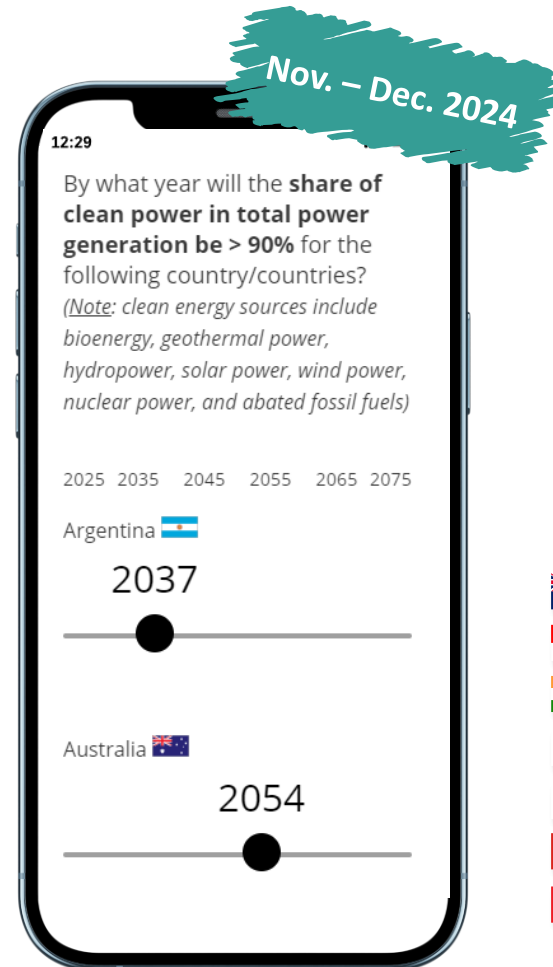 Nov. – Dec. 2024
12:29
By what year will the share of
clean power in total power
generation be > 90% for the
following country/countries?
(Note: clean energy sources include
bioenergy, geothermal power,
hydropower, solar power, wind power,
nuclear power, and abated fossil fuels)
2025 2035 2045 2055 2065 2075
Argentina
2037
Australia
2054